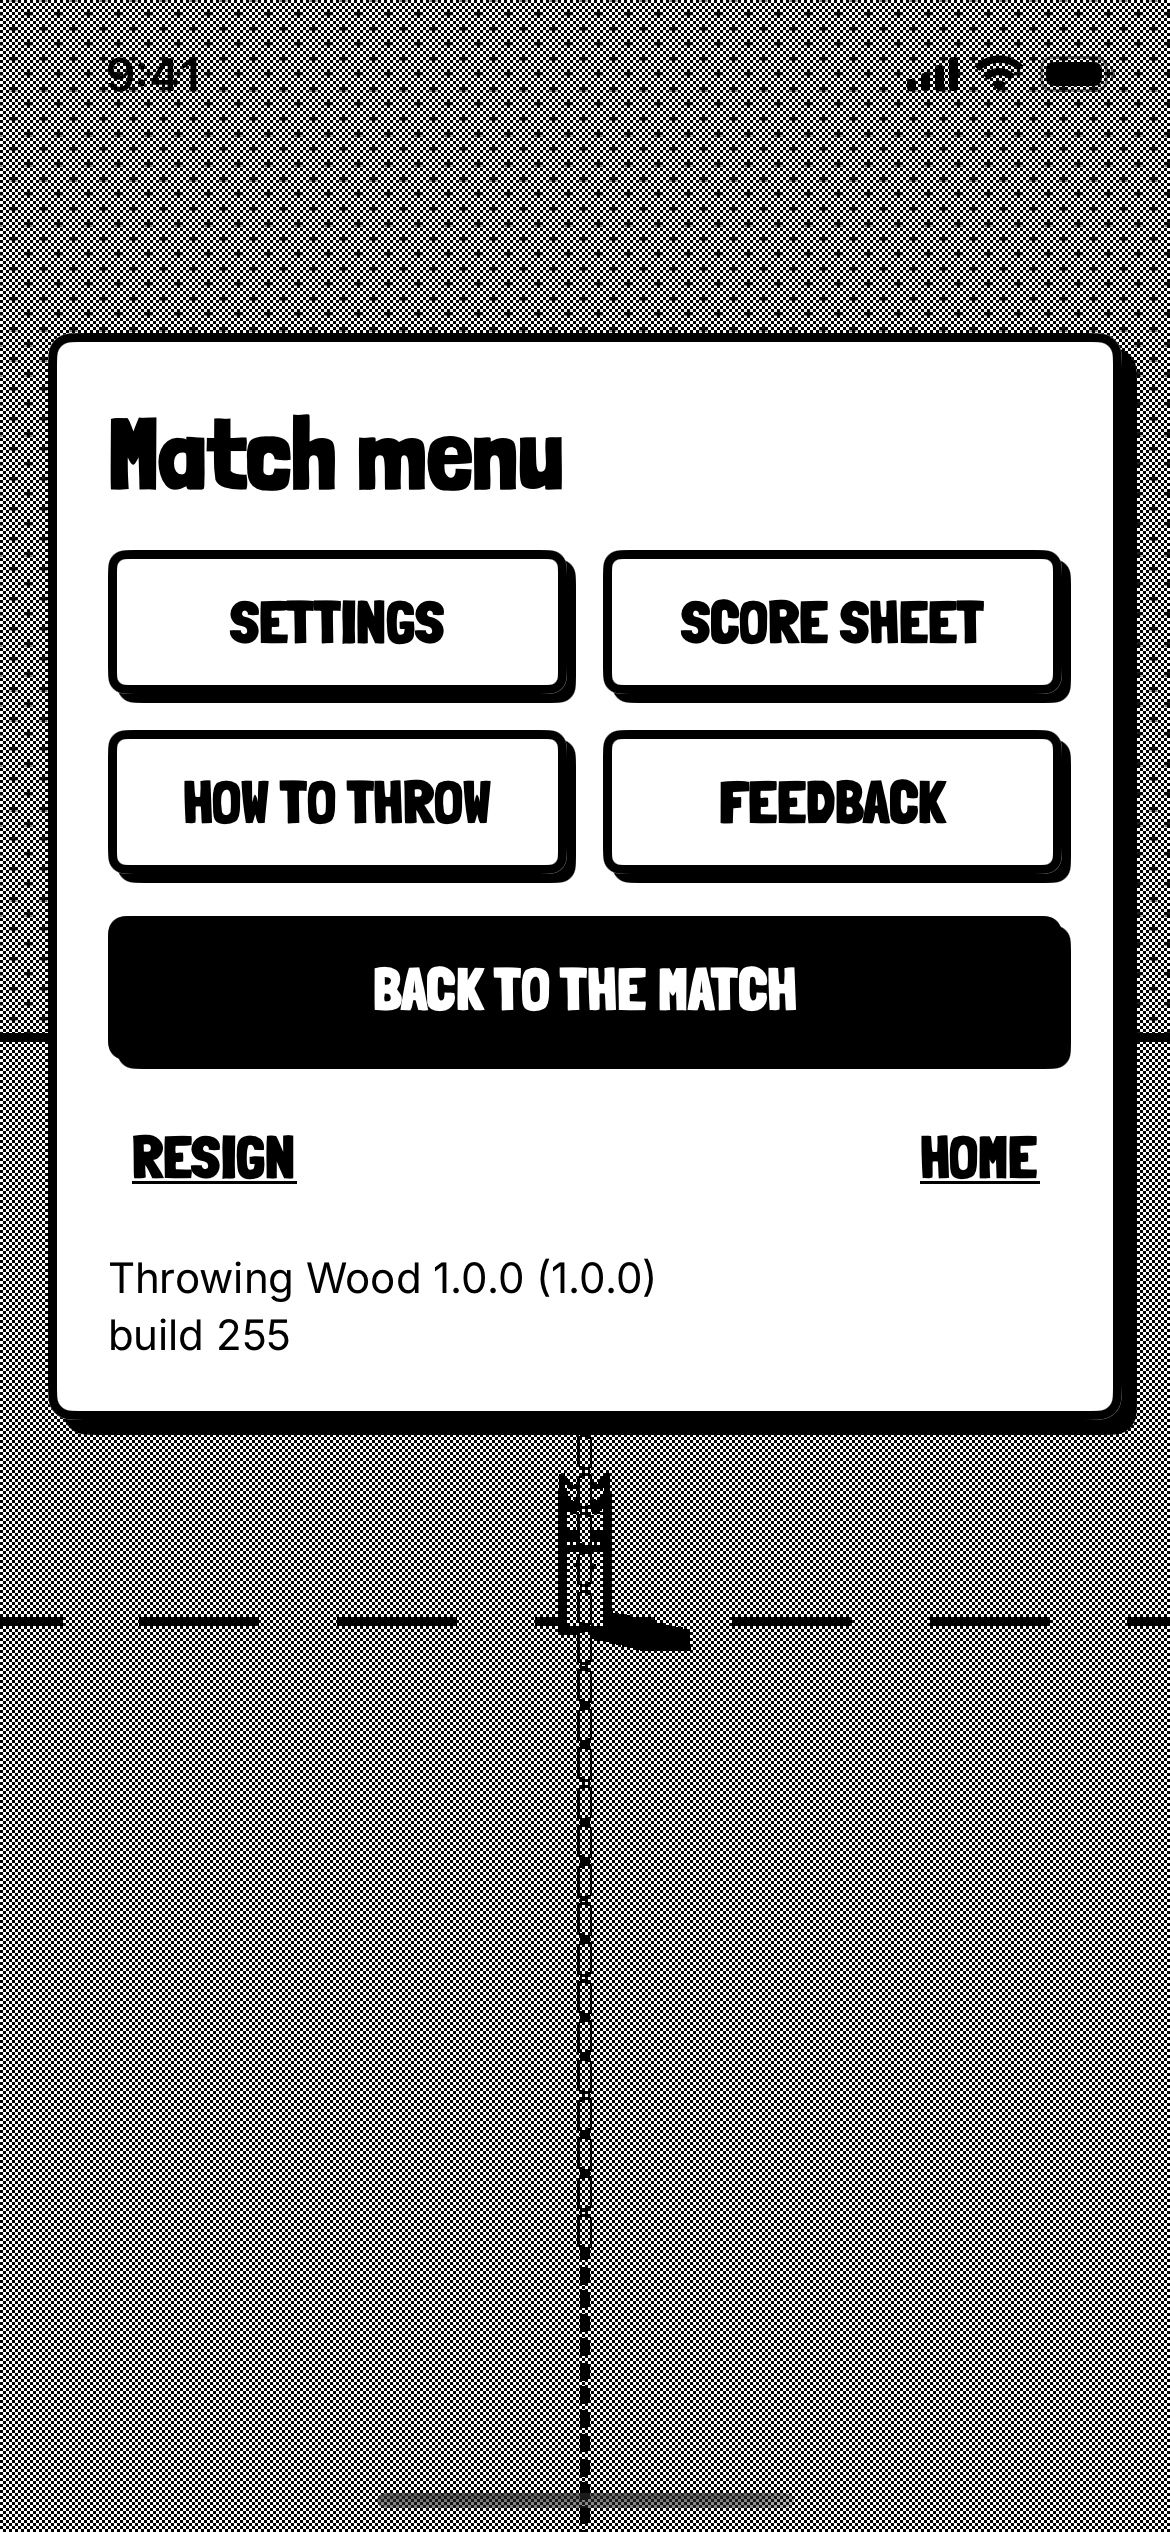 9:41
Match menu
SETTINGS
SCORE SHEET
HOW TO THROW
FEEDBACK
BACK TO THE MATCH
RESIGN
HOME
Throwing Wood 1.0.0 (1.0.0)
build 255